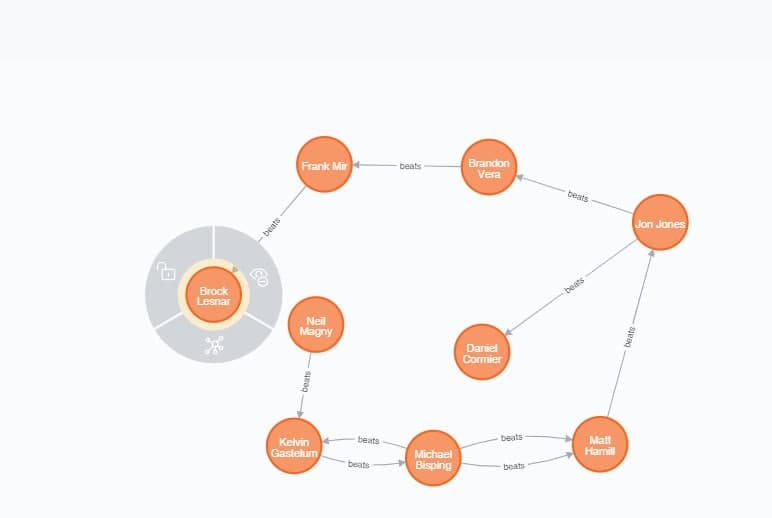 Frank Mir
beats
Brandon
Vera
beats
Jon Jones
beats
beats
Brock
Lesnar
Neil
Magny
Daniel
Cormier
beats
beats
Kelvin
Gastelum
beats
beats
Michael
Bisping
beats
beats
Matt
Hamill